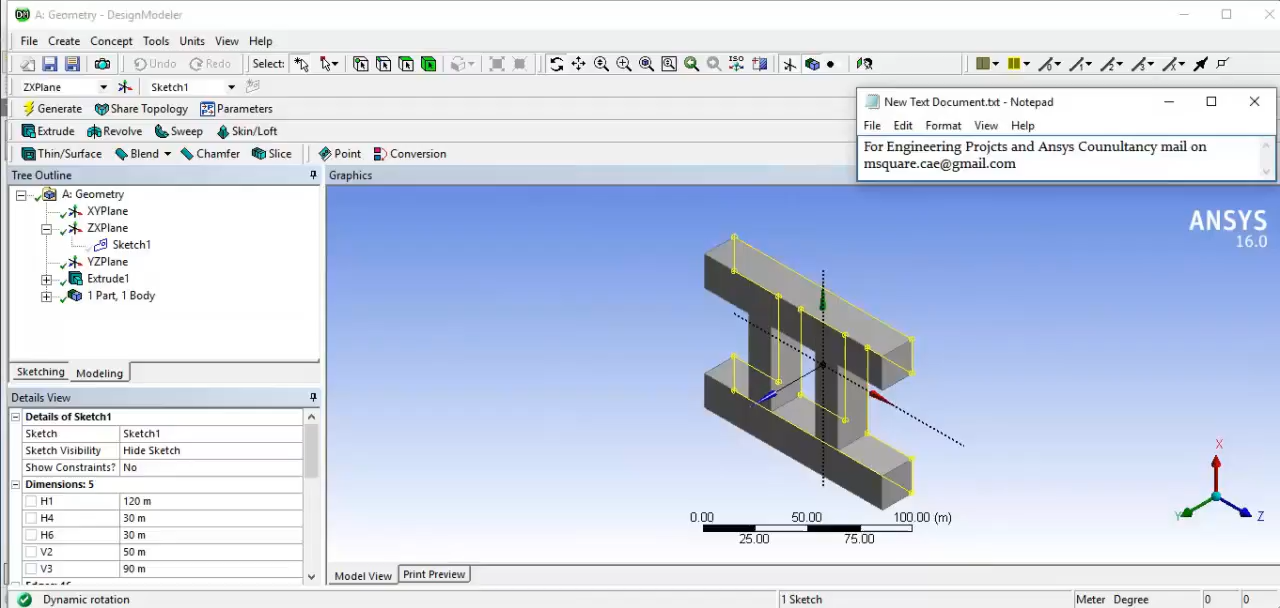 A: Geometry - DesignModeler
File Create Concept Tools Units View Help
Undo Redo Select:
ZXPlane Sketch1
Generate Share Topology Parameters
Extrude Revolve Sweep Skin/Loft
Thin/Surface Blend Chamfer Slice Point Conversion
New Text Document.txt - Notepad
File Edit Format View Help
For Engineering Projcts and Ansys Counultancy mail on
msquare.cae@gmail.com
Tree Outline
A: Geometry
XYPlane
ZXPlane
Sketch1
YZPlane
Extrude1
1 Part, 1 Body
Sketching Modeling
Details View
Details of Sketch1
Sketch Sketch1
Sketch Visibility Hide Sketch
Show Constraints? No
Dimensions: 5
H1 120 m
H4 30 m
H6 30 m
V2 50 m
V3 90 m
Graphics
ANSYS
16.0
0.00 50.00 100.00 (m)
25.00 75.00
X
Y Z
Model View Print Preview
Dynamic rotation 1 Sketch Meter Degree 0 0